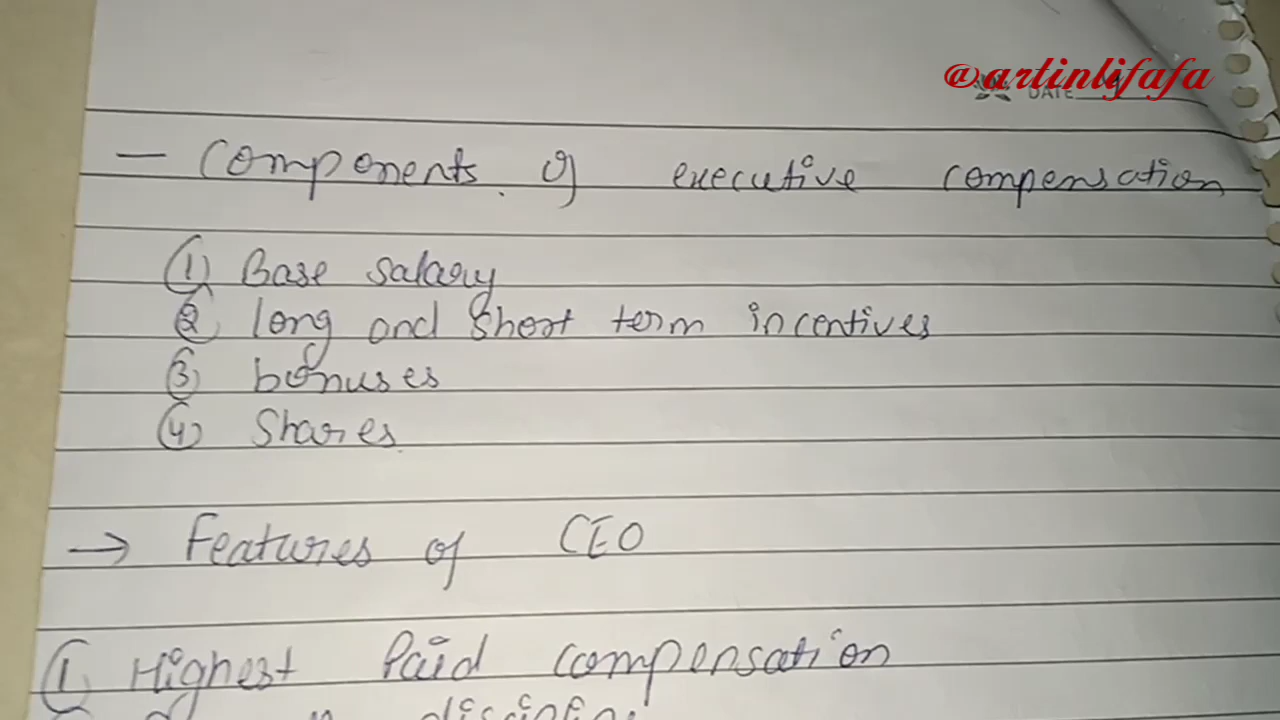 @artinlifafa
DATE
— Components of executive compensation
① Base salary
② long and short term incentives
③ bonuses
④ Shares
→ Features of CEO
① Highest Paid compensation